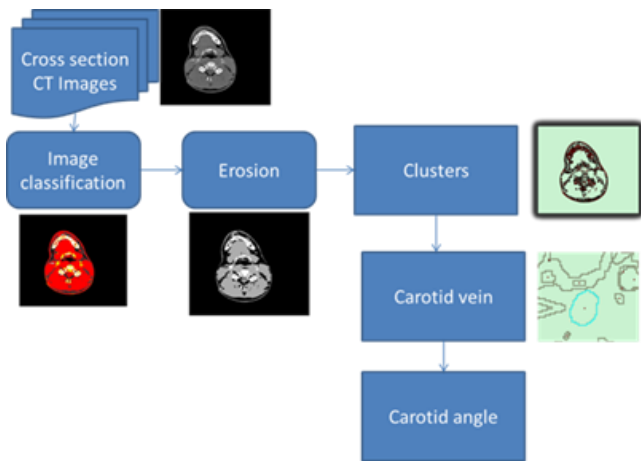 Cross section
CT Images
Image
classification
Erosion
Clusters
Carotid vein
Carotid angle